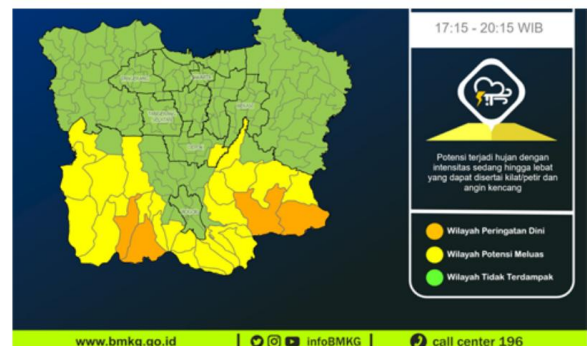 17:15 - 20:15 WIB
Potensi terjadi hujan dengan
intensitas sedang hingga lebat
yang dapat disertai kilat/petir dan
angin kencang
Wilayah Peringatan Dini
Wilayah Potensi Meluas
Wilayah Tidak Terdampak
www.bmkg.go.id
infoBMKG
call center 196